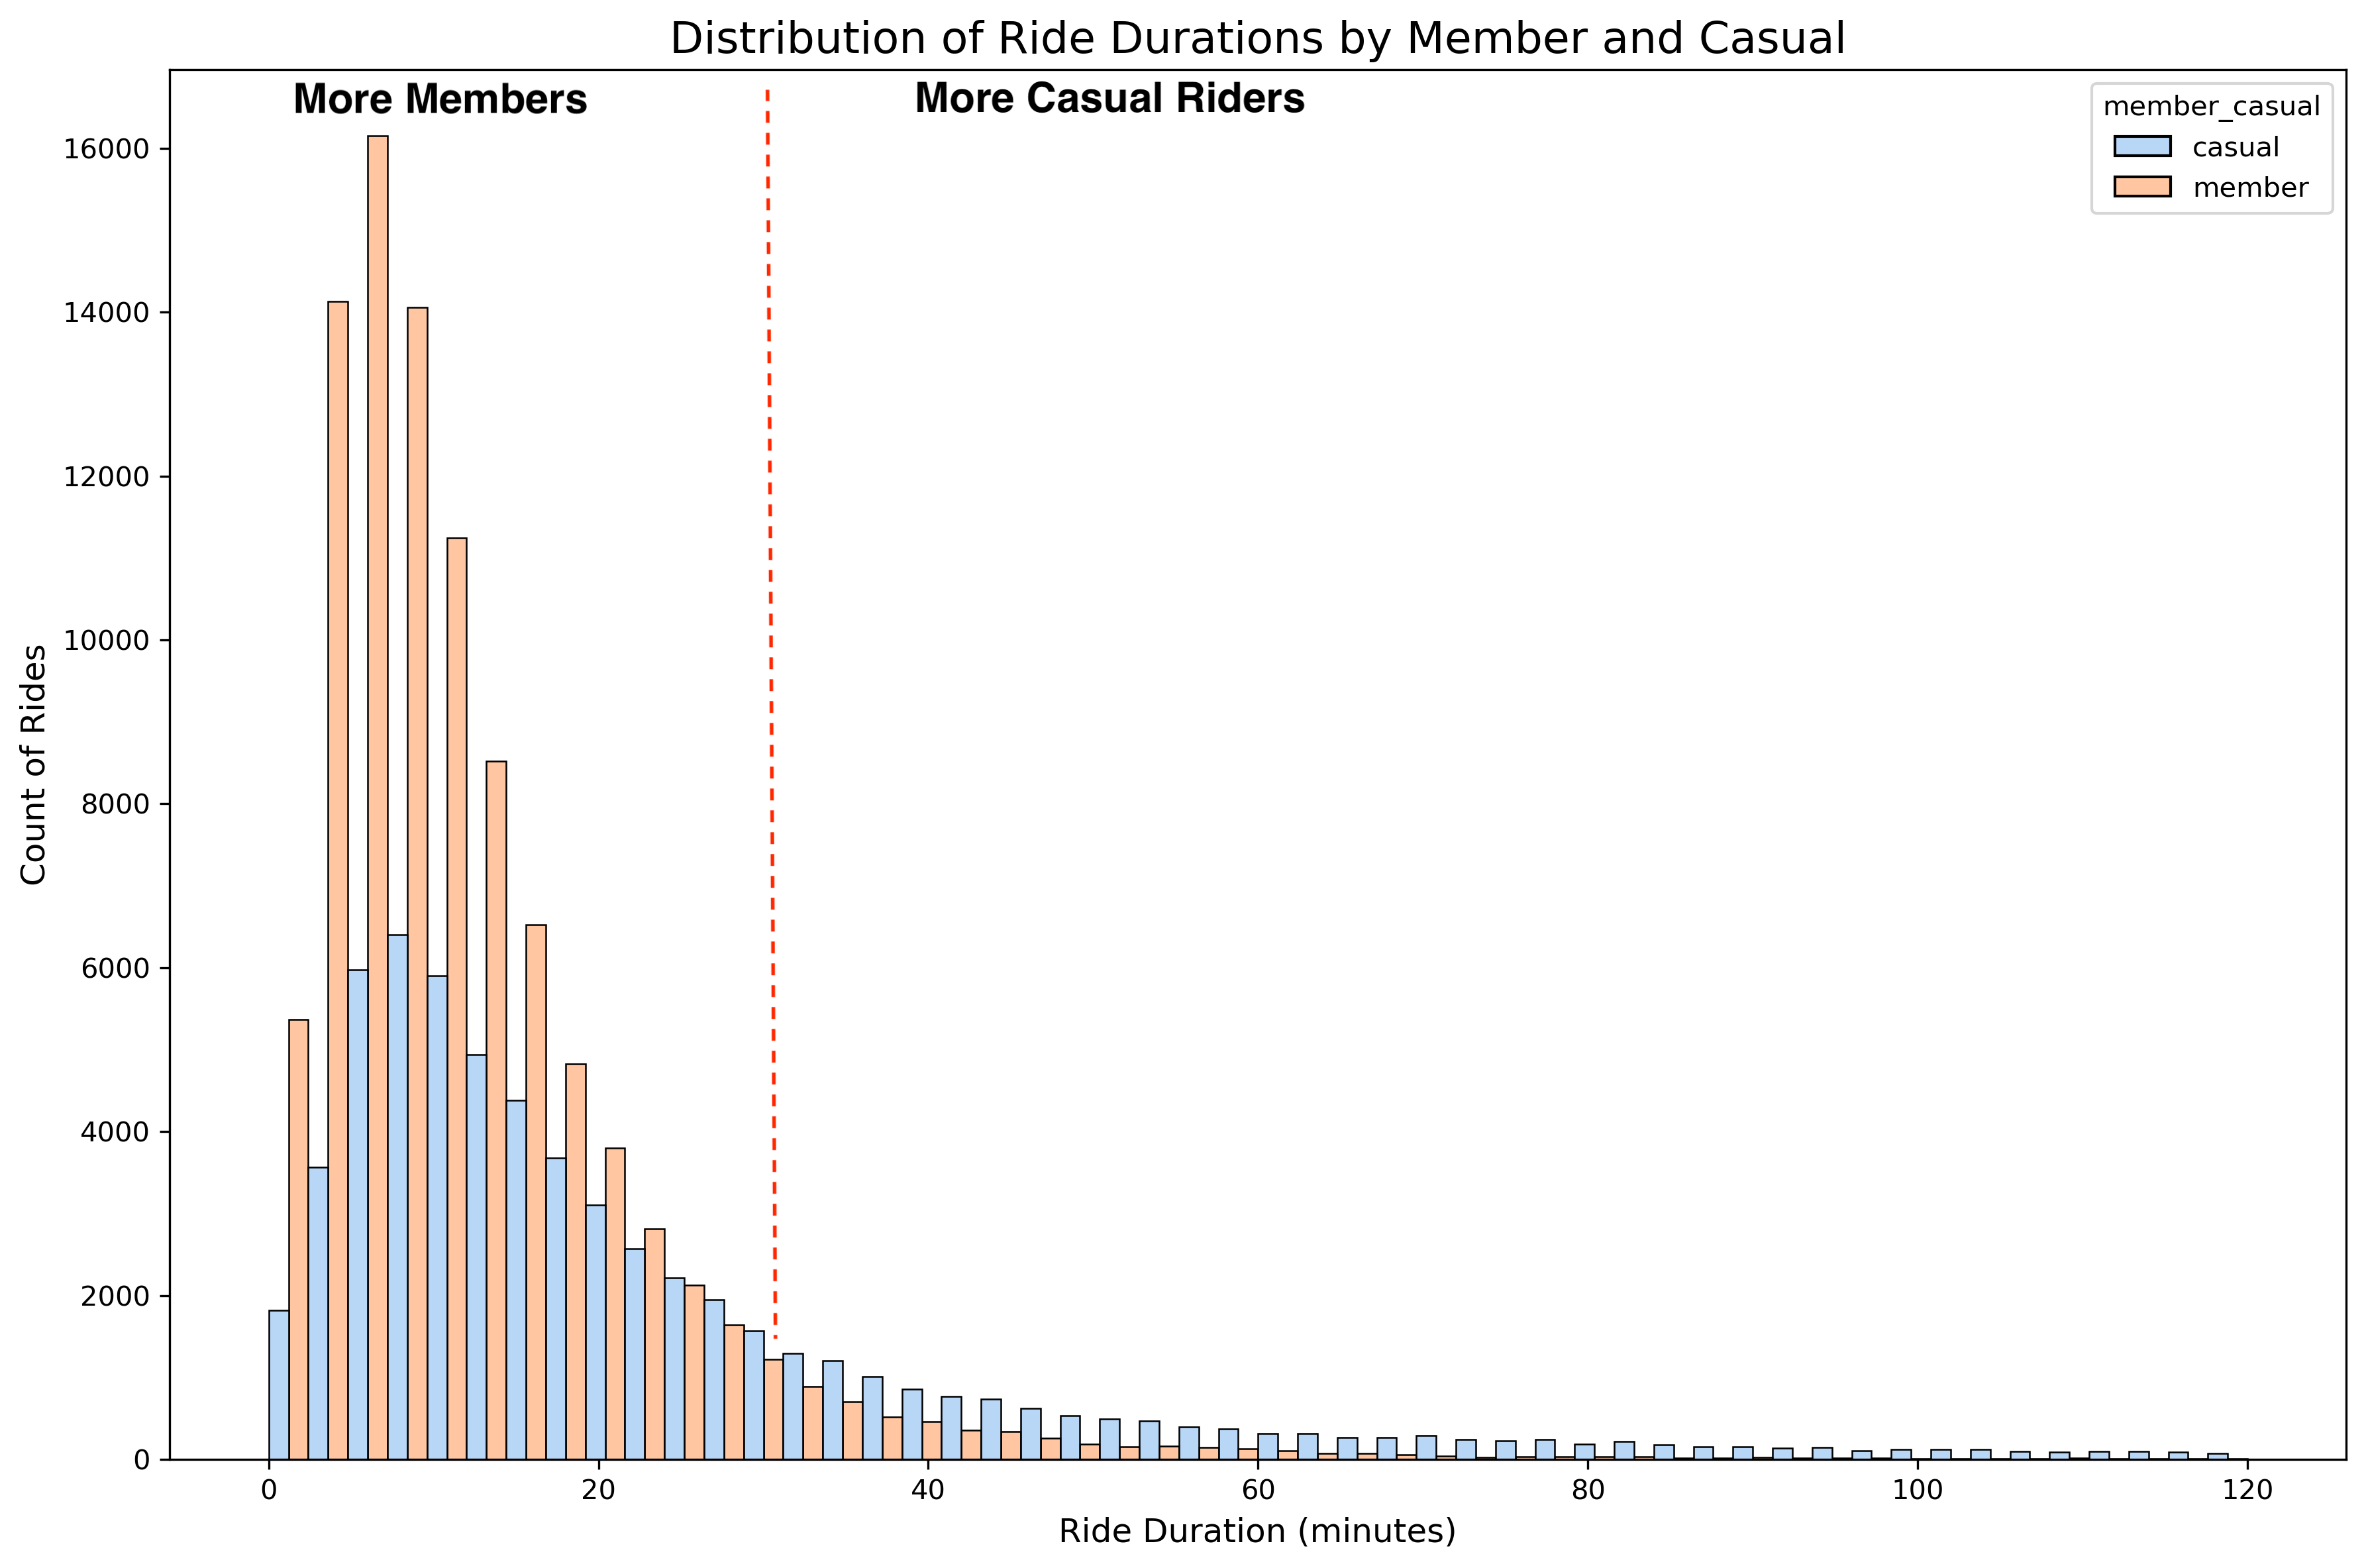 Distribution of Ride Durations by Member and Casual
More Members
More Casual Riders
member_casual
casual
member
Count of Rides
16000
14000
12000
10000
8000
6000
4000
2000
0
0 20 40 60 80 100 120
Ride Duration (minutes)